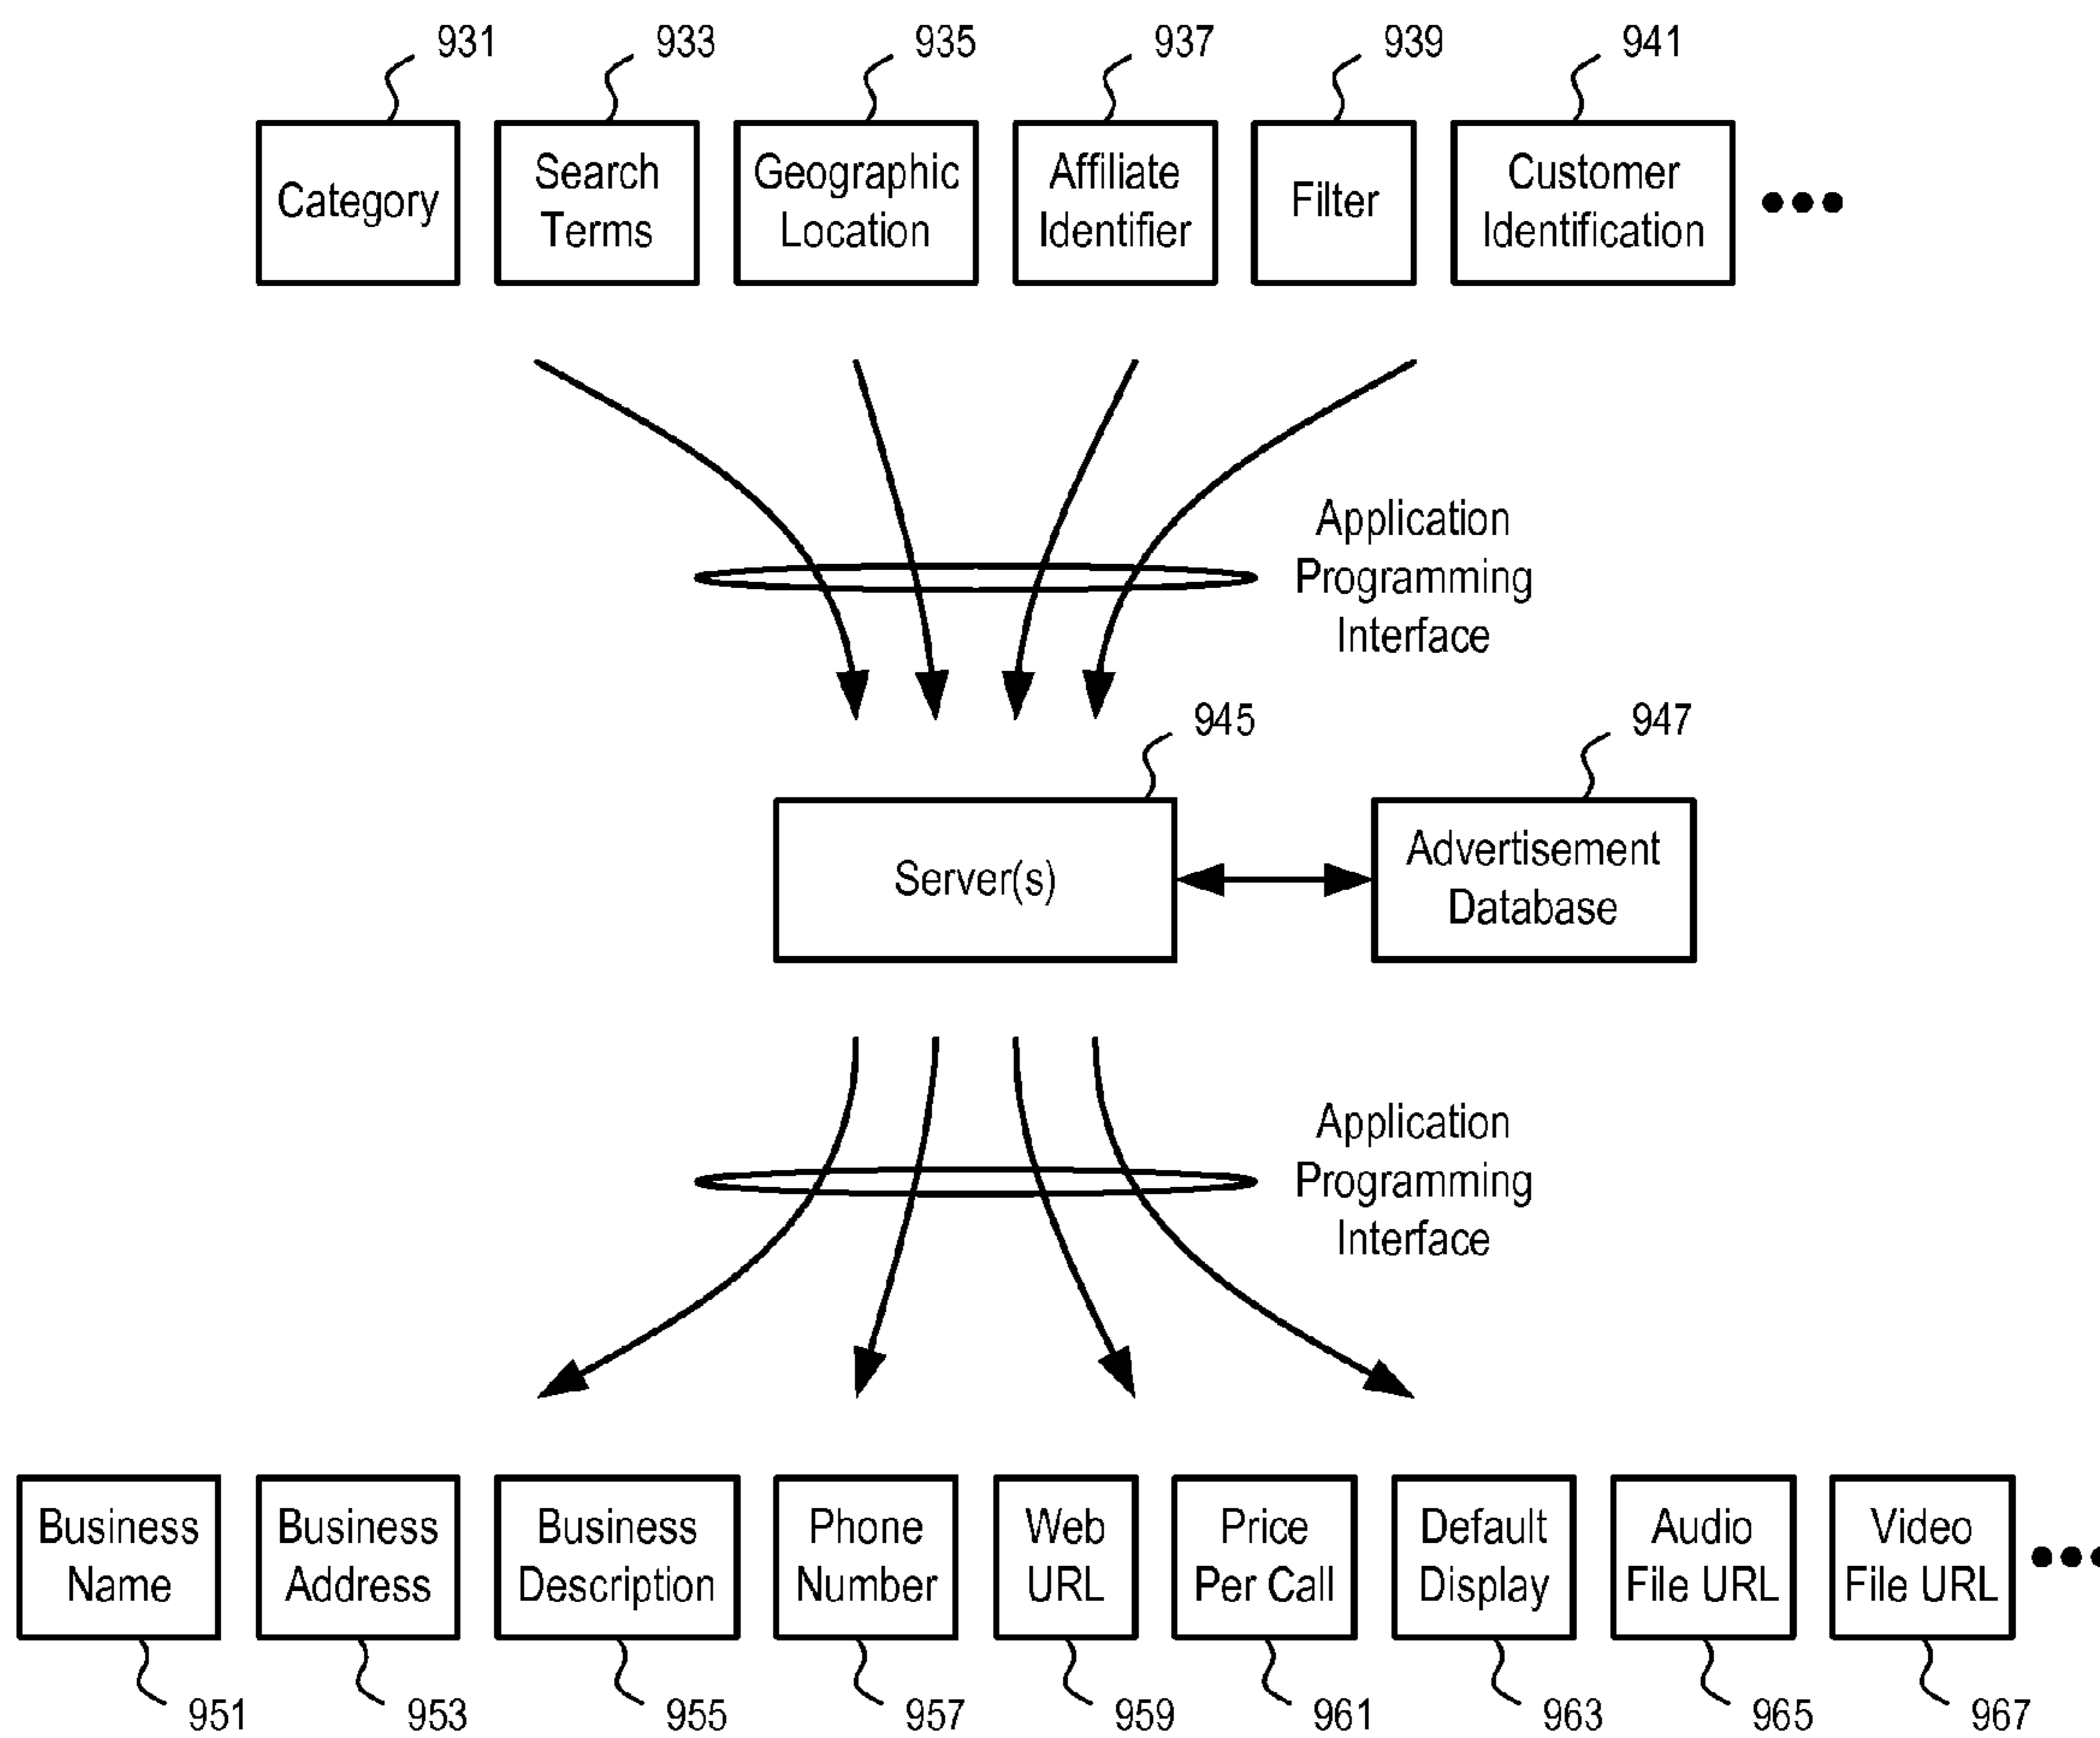 931
933
935
937
939
941
Category
Search
Terms
Geographic
Location
Affiliate
Identifier
Filter
Customer
Identification
Application
Programming
Interface
945
947
Server(s)
Advertisement
Database
Application
Programming
Interface
Business
Name
Business
Address
Business
Description
Phone
Number
Web
URL
Price
Per Call
Default
Display
Audio
File URL
Video
File URL
951
953
955
957
959
961
963
965
967